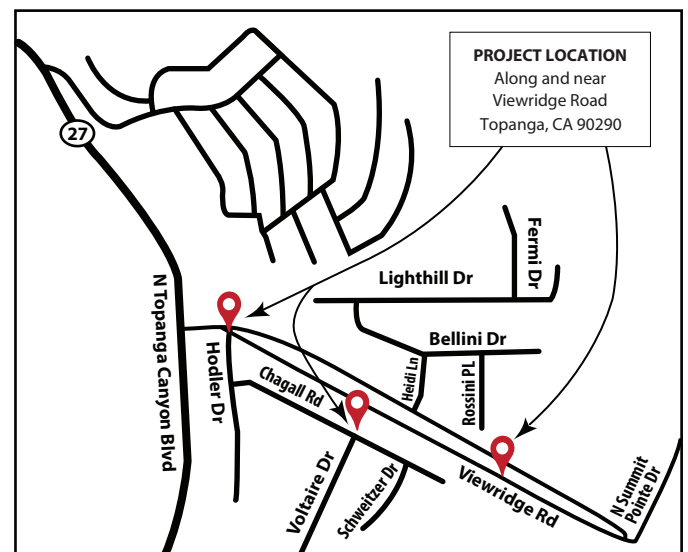 PROJECT LOCATION
Along and near
Viewridge Road
Topanga, CA 90290
27
N Topanga Canyon Blvd
Fermi Dr
Lighthill Dr
Bellini Dr
Hodler Dr
Chagall Rd
Heidi Ln
Rossini PL
Voltaire Dr
Schweitzer Dr
Viewridge Rd
N Summit
Pointe Dr